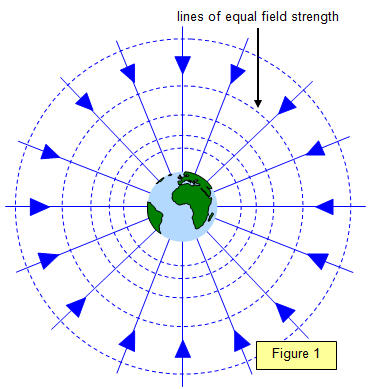 lines of equal field strength
Figure 1